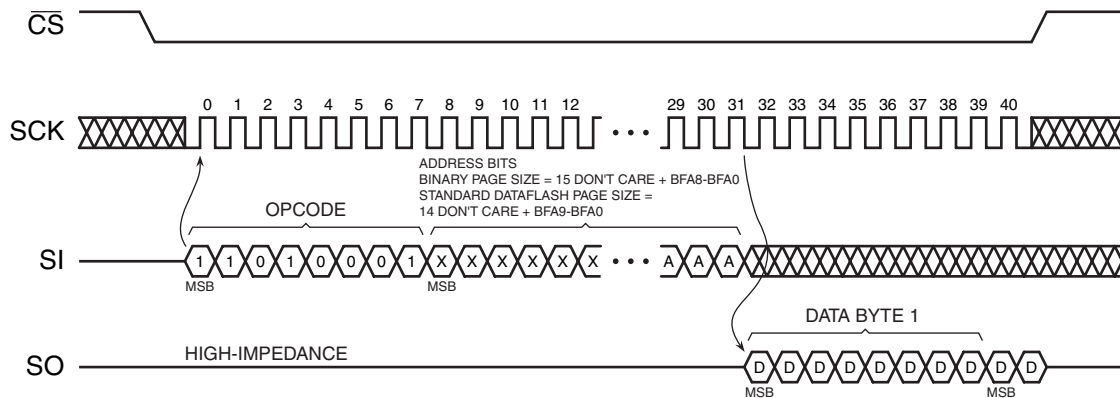 CS
SCK
0 1 2 3 4 5 6 7 8 9 10 11 12 29 30 31 32 33 34 35 36 37 38 39 40
ADDRESS BITS
BINARY PAGE SIZE = 15 DON'T CARE + BFA8-BFA0
STANDARD DATAFLASH PAGE SIZE =
14 DON'T CARE + BFA9-BFA0
OPCODE
SI
1 1 0 1 0 0 0 1 X X X X X X • • • A A A
MSB MSB
DATA BYTE 1
HIGH-IMPEDANCE
SO
D D D D D D D D D D
MSB MSB